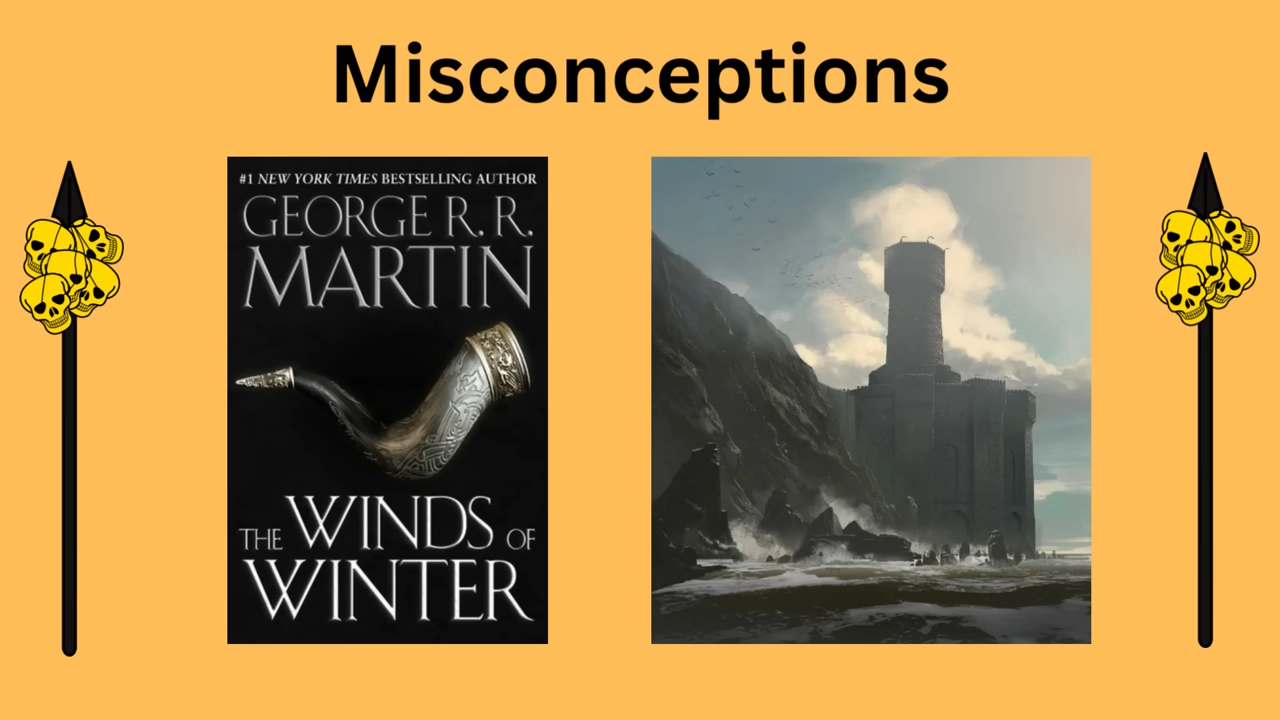 Misconceptions
#1 NEW YORK TIMES BESTSELLING AUTHOR
GEORGE R. R.
MARTIN
THE WINDS OF
WINTER